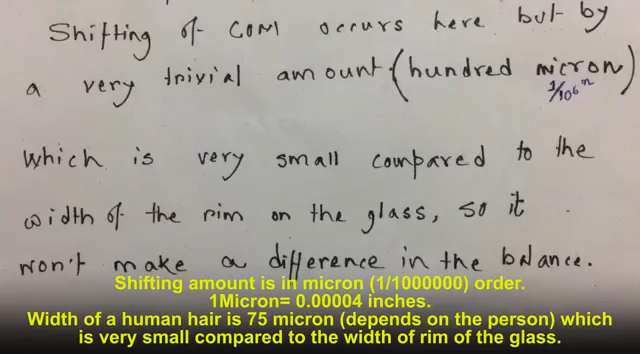 Shifting of COM occurs here but by
a very trivial amount (hundred micron)
1/106 m
which is very small compared to the
width of the rim on the glass, so it
won't make a difference in the balance.
Shifting amount is in micron (1/1000000) order.
1Micron= 0.00004 inches.
Width of a human hair is 75 micron (depends on the person) which
is very small compared to the width of rim of the glass.